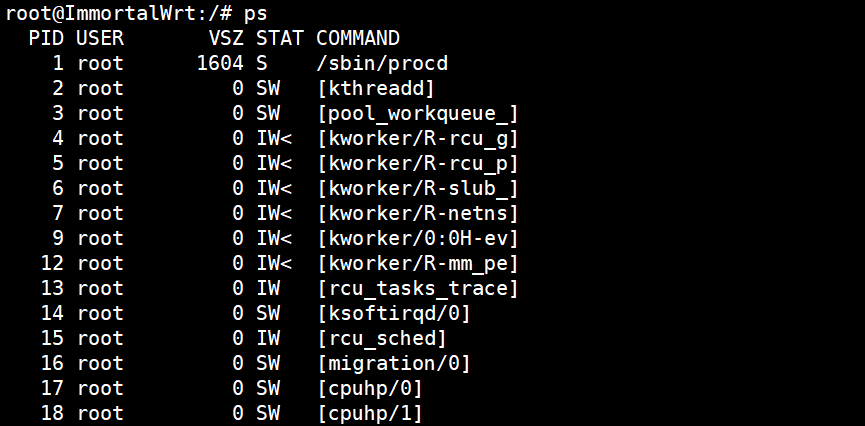 root@ImmortalWrt:/# ps
  PID USER       VSZ STAT COMMAND
    1 root      1604 S    /sbin/procd
    2 root         0 SW   [kthreadd]
    3 root         0 SW   [pool_workqueue_]
    4 root         0 IW<  [kworker/R-rcu_g]
    5 root         0 IW<  [kworker/R-rcu_p]
    6 root         0 IW<  [kworker/R-slub_]
    7 root         0 IW<  [kworker/R-netns]
    9 root         0 IW<  [kworker/0:0H-ev]
   12 root         0 IW<  [kworker/R-mm_pe]
   13 root         0 IW   [rcu_tasks_trace]
   14 root         0 SW   [ksoftirqd/0]
   15 root         0 IW   [rcu_sched]
   16 root         0 SW   [migration/0]
   17 root         0 SW   [cpuhp/0]
   18 root         0 SW   [cpuhp/1]